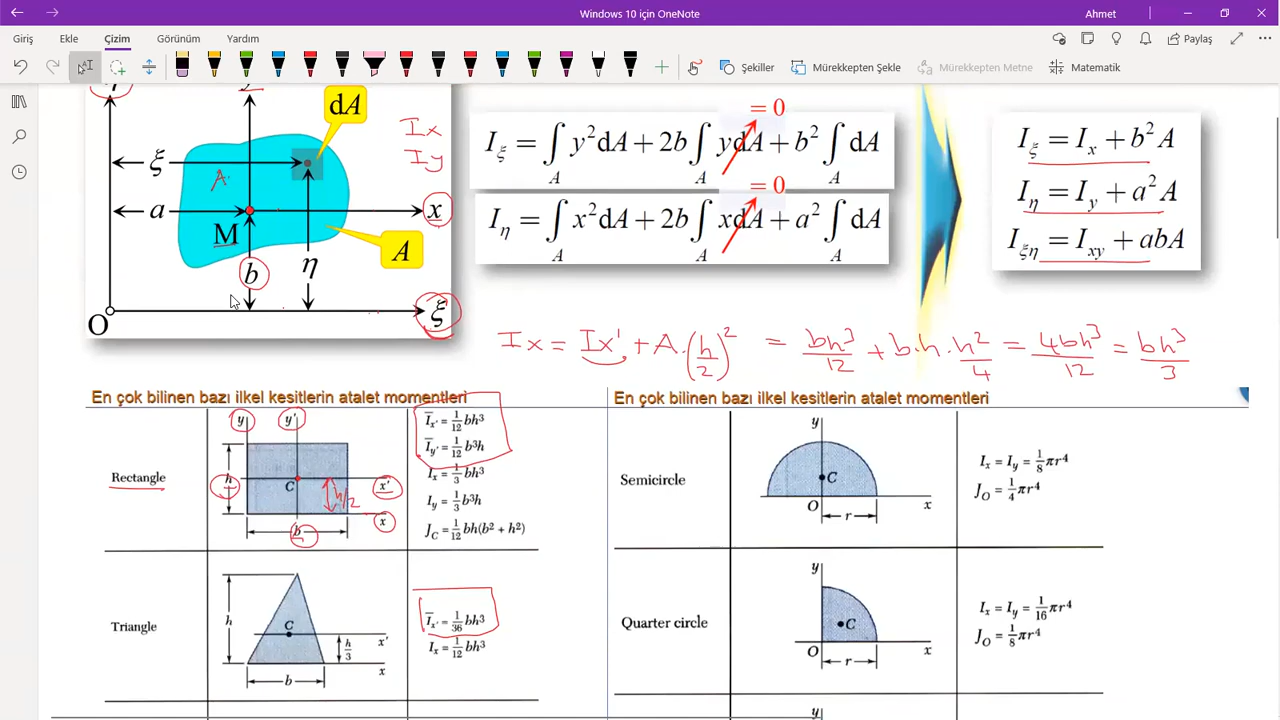 Windows 10 için OneNote
Ahmet
Giriş Ekle Çizim Görünüm Yardım
Paylaş
Şekiller
Mürekkepten Şekle
Mürekkepten Metne
Matematik
dA
ξ
A
a
x
M
b
η
A
O
ξ
Ix
Iy
= 0
I_ξ = ∫_A y²dA + 2b ∫_A ydA + b² ∫_A dA
= 0
I_η = ∫_A x²dA + 2b ∫_A xdA + a² ∫_A dA
I_ξ = I_x + b²A
I_η = I_y + a²A
I_ξη = I_xy + abA
Ix = Ix' + A.(h/2)² = bh³/12 + b.h.h²/4 = 4bh³/12 = bh³/3
En çok bilinen bazı ilkel kesitlerin atalet momentleri
Rectangle
y
y'
h
C
h/2
x'
x
b
Ī_x' = 1/12 bh³
Ī_y' = 1/12 b³h
I_x = 1/3 bh³
I_y = 1/3 b³h
J_C = 1/12 bh(b² + h²)
Triangle
h
C
h/3
x'
x
b
Ī_x' = 1/36 bh³
I_x = 1/12 bh³
En çok bilinen bazı ilkel kesitlerin atalet momentleri
Semicircle
y
C
O
r
x
I_x = I_y = 1/8 πr⁴
J_O = 1/4 πr⁴
Quarter circle
y
C
O
r
x
I_x = I_y = 1/16 πr⁴
J_O = 1/8 πr⁴
y